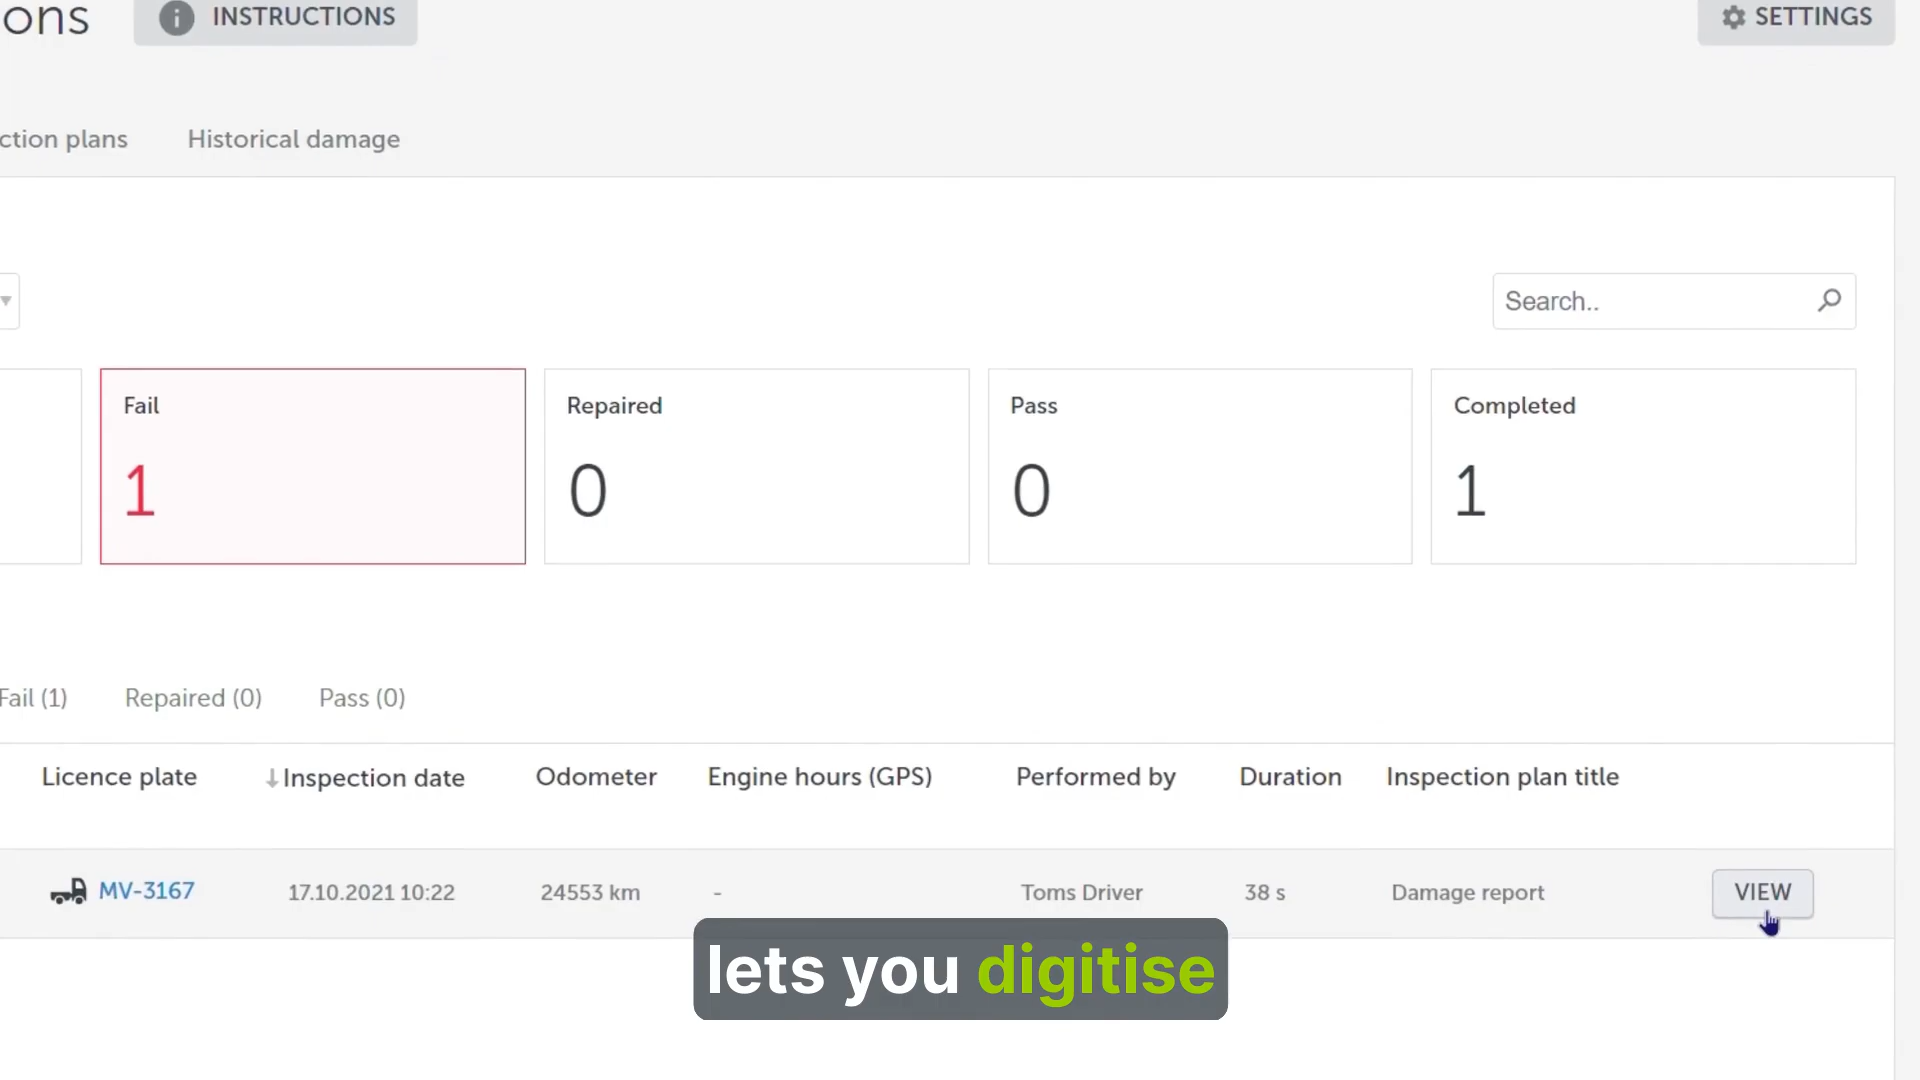 ons
INSTRUCTIONS
SETTINGS
ction plans
Historical damage
Search..
Fail
Repaired
Pass
Completed
1
0
0
1
Fail (1)
Repaired (0)
Pass (0)
Licence plate
↓Inspection date
Odometer
Engine hours (GPS)
Performed by
Duration
Inspection plan title
MV-3167
17.10.2021 10:22
24553 km
-
Toms Driver
38 s
Damage report
VIEW
lets you digitise